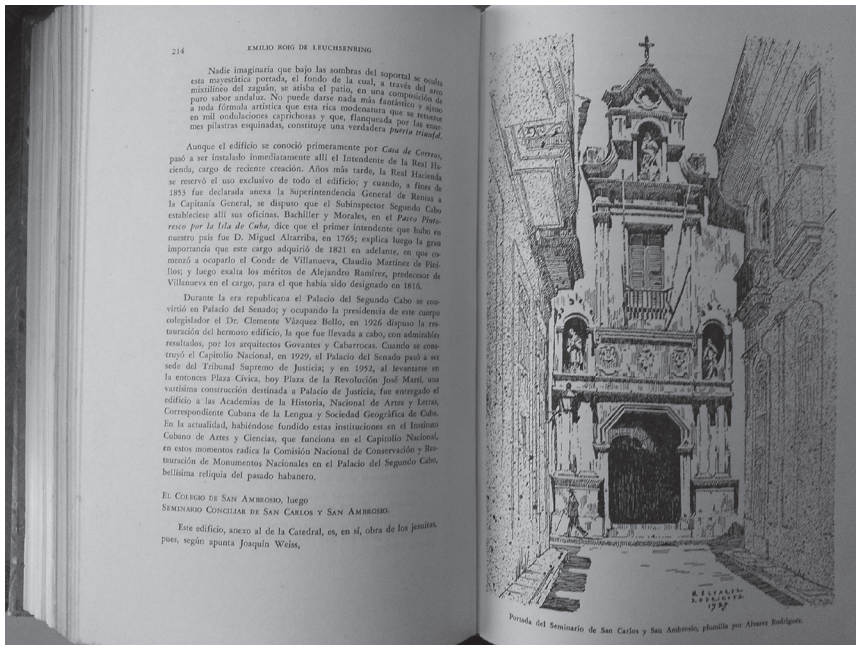 214
EMILIO ROIG DE LEUCHSENRING
Nadie imaginaría que bajo las sombras del soportal se oculta
esta mayestática portada, el fondo de la cual, a través del arco
mixtilíneo del zaguán, se atisba el patio, en una composición de
puro sabor andaluz. No puede darse nada más fantástico y ajeno
a toda fórmula artística que esta rica modenatura que se retuerce
en mil ondulaciones caprichosas y que, flanqueada por las enor-
mes pilastras esquinadas, constituye una verdadera puerta triunfal.
Aunque el edificio se conoció primeramente por Casa de Correos,
pasó a ser instalado inmediatamente allí el Intendente de la Real Ha-
cienda, cargo de reciente creación. Años más tarde, la Real Hacienda
se reservó el uso exclusivo de todo el edificio; y cuando, a fines de
1853 fue declarada anexa la Superintendencia General de Rentas a
la Capitanía General, se dispuso que el Subinspector Segundo Cabo
estableciese allí sus oficinas. Bachiller y Morales, en el Paseo Pinto-
resco por la Isla de Cuba, dice que el primer intendente que hubo en
nuestro país fue D. Miguel Altarriba, en 1765; explica luego la gran
importancia que este cargo adquirió de 1821 en adelante, en que co-
menzó a ocuparlo el Conde de Villanueva, Claudio Martínez de Pini-
llos; y luego exalta los méritos de Alejandro Ramírez, predecesor de
Villanueva en el cargo, para el que había sido designado en 1816.
Durante la era republicana el Palacio del Segundo Cabo se con-
virtió en Palacio del Senado; y ocupando la presidencia de este cuerpo
colegislador el Dr. Clemente Vázquez Bello, en 1926 dispuso la res-
tauración del hermoso edificio, la que fue llevada a cabo, con admirables
resultados, por los arquitectos Govantes y Cabarrocas. Cuando se cons-
truyó el Capitolio Nacional, en 1929, el Palacio del Senado pasó a ser
sede del Tribunal Supremo de Justicia; y en 1952, al levantarse en
la entonces Plaza Cívica, hoy Plaza de la Revolución José Martí, una
vastísima construcción destinada a Palacio de Justicia, fue entregado el
edificio a las Academias de la Historia, Nacional de Artes y Letras,
Correspondiente Cubana de la Lengua y Sociedad Geográfica de Cuba.
En la actualidad, habiéndose fundido estas instituciones en el Instituto
Cubano de Artes y Ciencias, que funciona en el Capitolio Nacional,
en estos momentos radica la Comisión Nacional de Conservación y Res-
tauración de Monumentos Nacionales en el Palacio del Segundo Cabo,
bellísima reliquia del pasado habanero.
EL COLEGIO DE SAN AMBROSIO, luego
SEMINARIO CONCILIAR DE SAN CARLOS Y SAN AMBROSIO.
Este edificio, anexo al de la Catedral, es, en sí, obra de los jesuitas,
pues, según apunta Joaquín Weiss,
RODRIGUEZ
Portada del Seminario de San Carlos y San Ambrosio, plumilla por Alvarez Rodríguez.